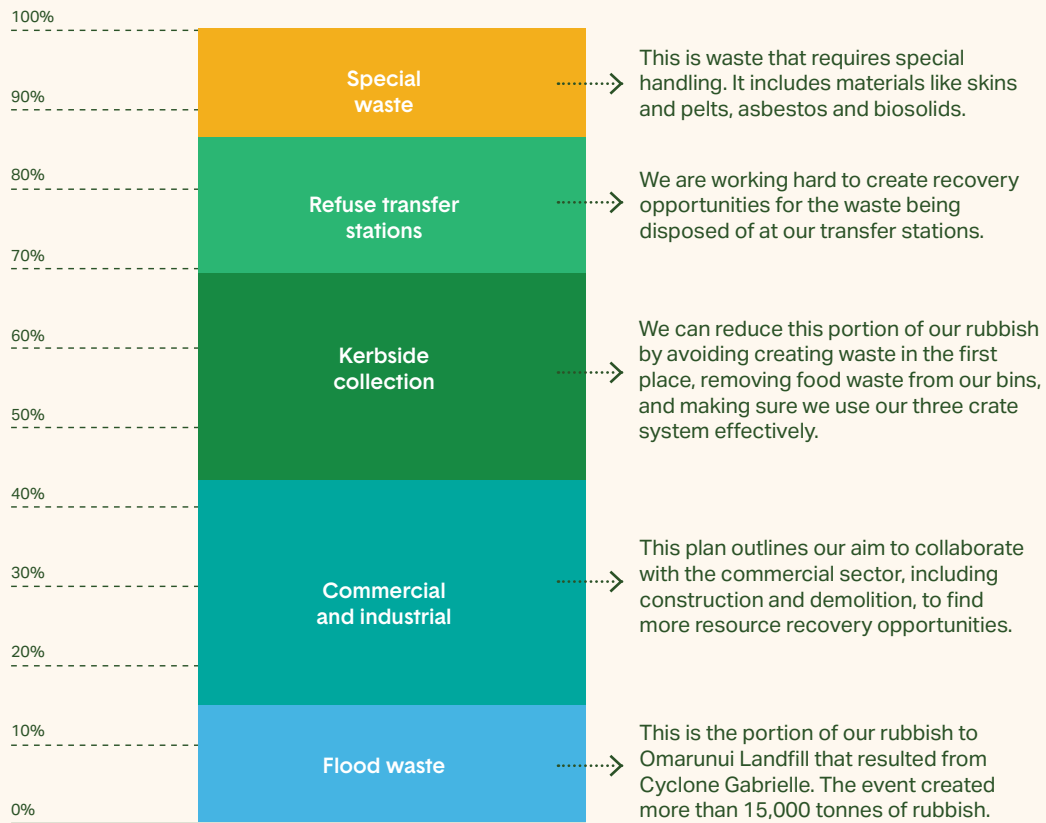 100%
90%
80%
70%
60%
50%
40%
30%
20%
10%
0%
Special
waste
This is waste that requires special
handling. It includes materials like skins
and pelts, asbestos and biosolids.
Refuse transfer
stations
We are working hard to create recovery
opportunities for the waste being
disposed of at our transfer stations.
Kerbside
collection
We can reduce this portion of our rubbish
by avoiding creating waste in the first
place, removing food waste from our bins,
and making sure we use our three crate
system effectively.
Commercial
and industrial
This plan outlines our aim to collaborate
with the commercial sector, including
construction and demolition, to find
more resource recovery opportunities.
Flood waste
This is the portion of our rubbish to
Omarunui Landfill that resulted from
Cyclone Gabrielle. The event created
more than 15,000 tonnes of rubbish.